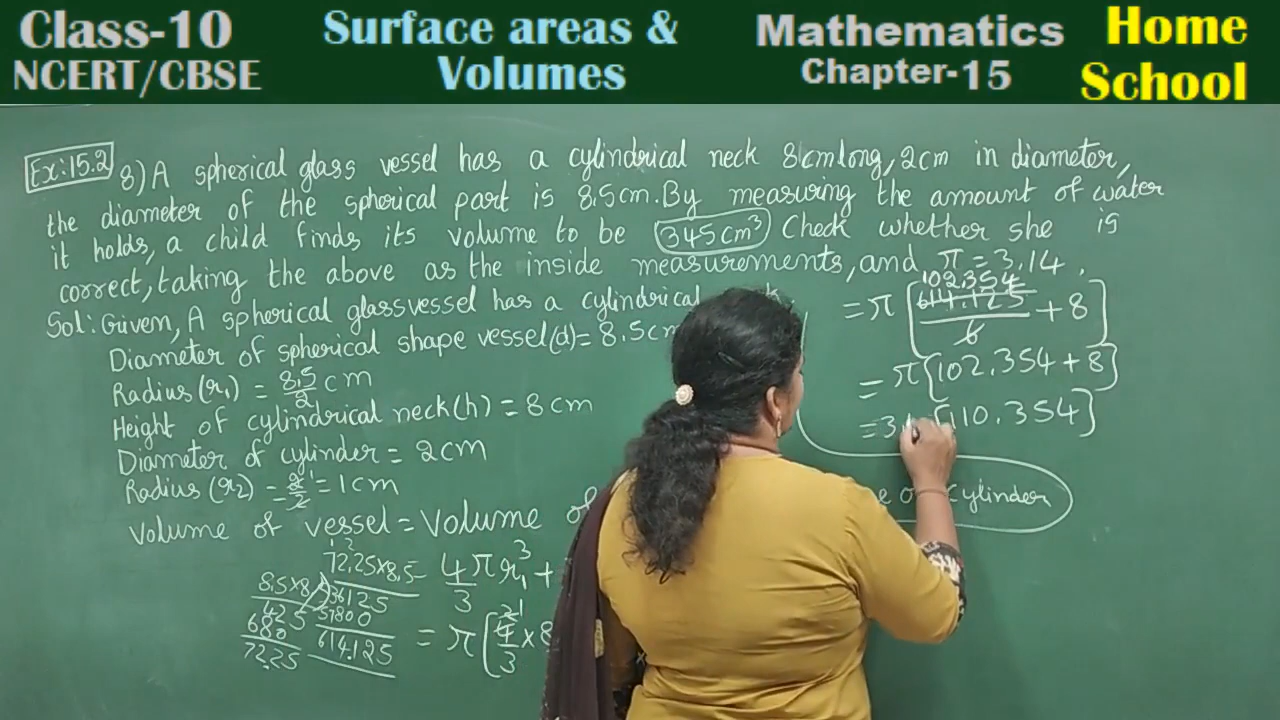 Class-10
NCERT/CBSE
Surface areas &
Volumes
Mathematics
Chapter-15
Home
School
Ex:15.2 8) A spherical glass vessel has a cylindrical neck 8cm long, 2cm in diameter,
the diameter of the spherical part is 8.5cm. By measuring the amount of water
it holds, a child finds its volume to be 345cm³ Check whether she is
correct, taking the above as the inside measurements, and π = 3.14.
Sol: Given, A spherical glass vessel has a cylindrical
Diameter of spherical shape vessel(d) = 8.5cm
Radius (r₁) = 8.5/2 cm
Height of cylindrical neck(h) = 8cm
Diameter of cylinder = 2cm
Radius (r₂) = 2/2 = 1cm
Volume of vessel = Volume of Cylinder
= 4/3 πr₁³ +
= π[4/3 × 8
8.5×8.5
425
680
72.25
72.25×8.5
36125
57800
614.125
102.354
= π[614.125/6 + 8]
= π[102.354 + 8]
= 3.1 [110.354]